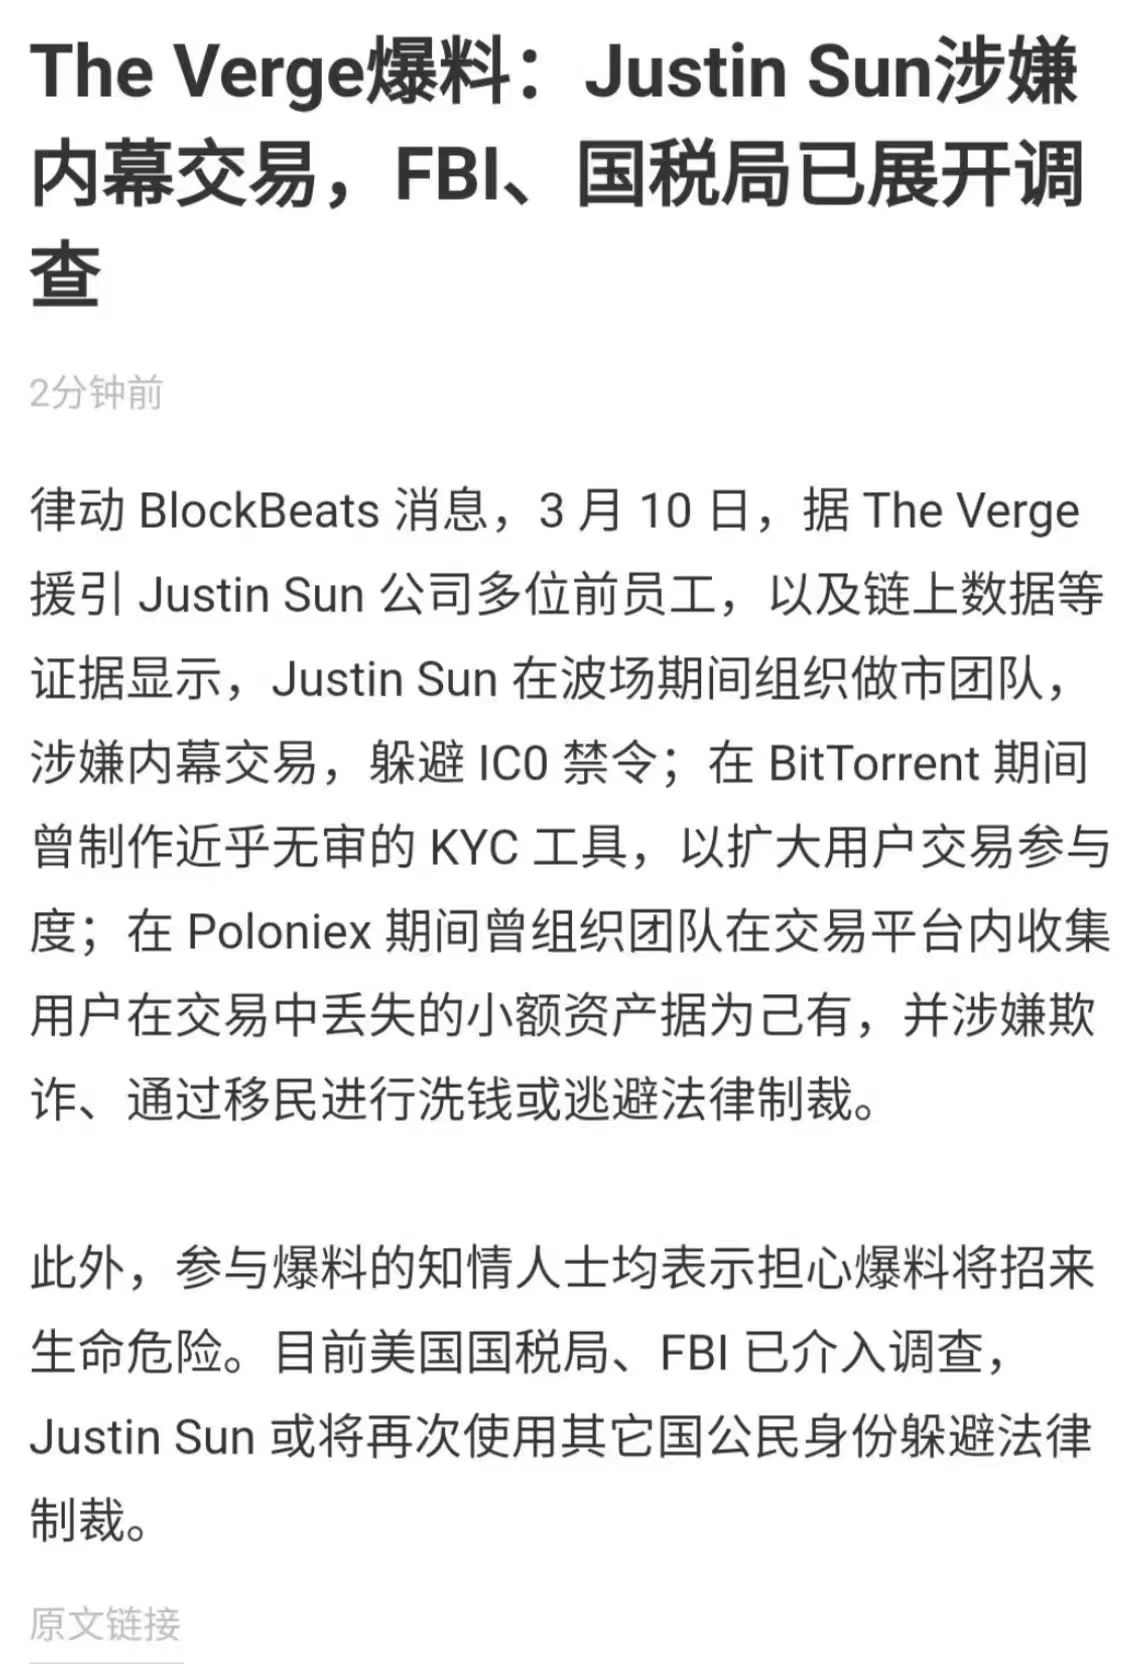 The Verge爆料：Justin Sun涉嫌
内幕交易，FBI、国税局已展开调
查
2分钟前
律动 BlockBeats 消息，3 月 10 日，据 The Verge
援引 Justin Sun 公司多位前员工，以及链上数据等
证据显示，Justin Sun 在波场期间组织做市团队，
涉嫌内幕交易，躲避 IC0 禁令；在 BitTorrent 期间
曾制作近乎无审的 KYC 工具，以扩大用户交易参与
度；在 Poloniex 期间曾组织团队在交易平台内收集
用户在交易中丢失的小额资产据为己有，并涉嫌欺
诈、通过移民进行洗钱或逃避法律制裁。
此外，参与爆料的知情人士均表示担心爆料将招来
生命危险。目前美国国税局、FBI 已介入调查，
Justin Sun 或将再次使用其它国公民身份躲避法律
制裁。
原文链接